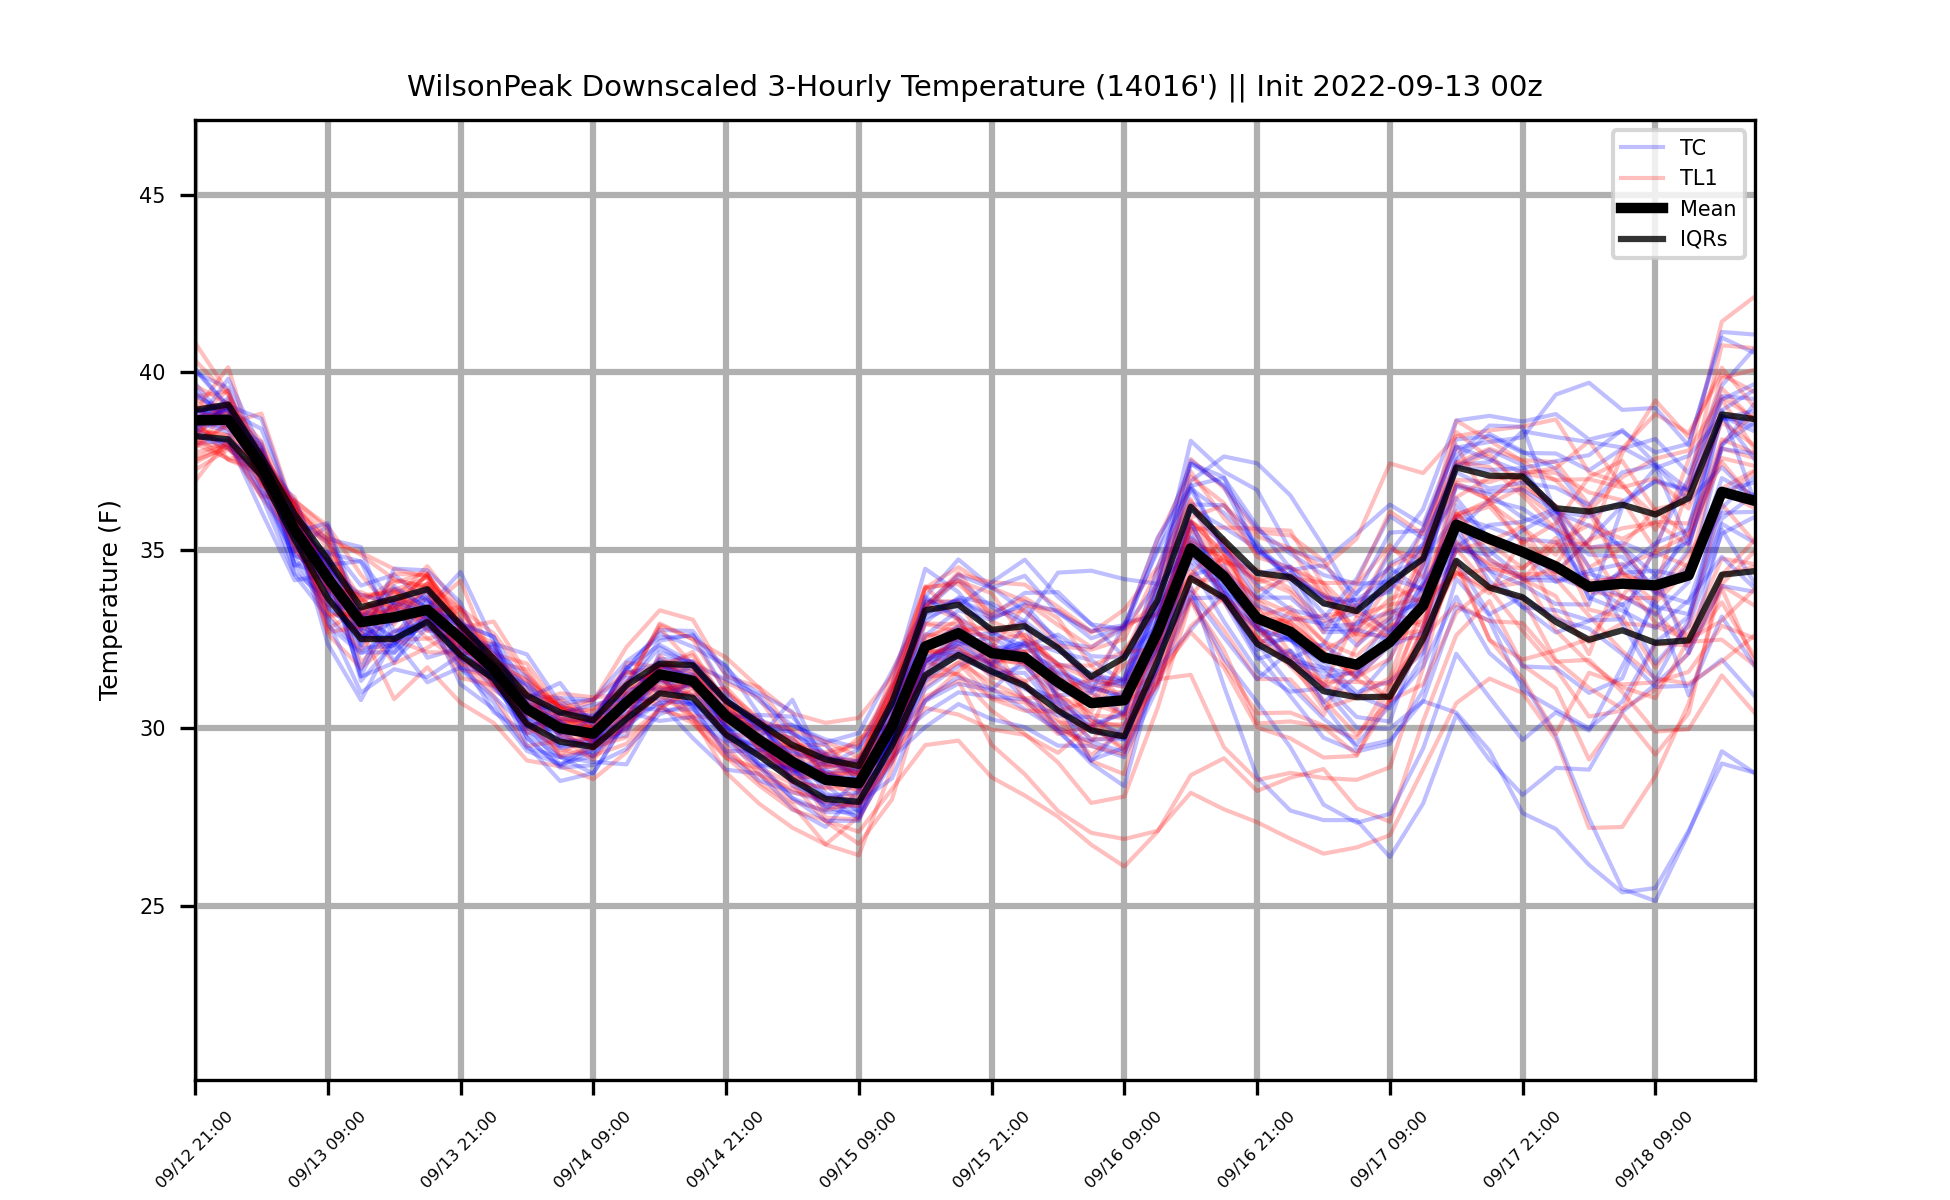 WilsonPeak Downscaled 3-Hourly Temperature (14016') || Init 2022-09-13 00z
TC
TL1
Mean
IQRs
Temperature (F)
45
40
35
30
25
09/12 21:00
09/13 09:00
09/13 21:00
09/14 09:00
09/14 21:00
09/15 09:00
09/15 21:00
09/16 09:00
09/16 21:00
09/17 09:00
09/17 21:00
09/18 09:00